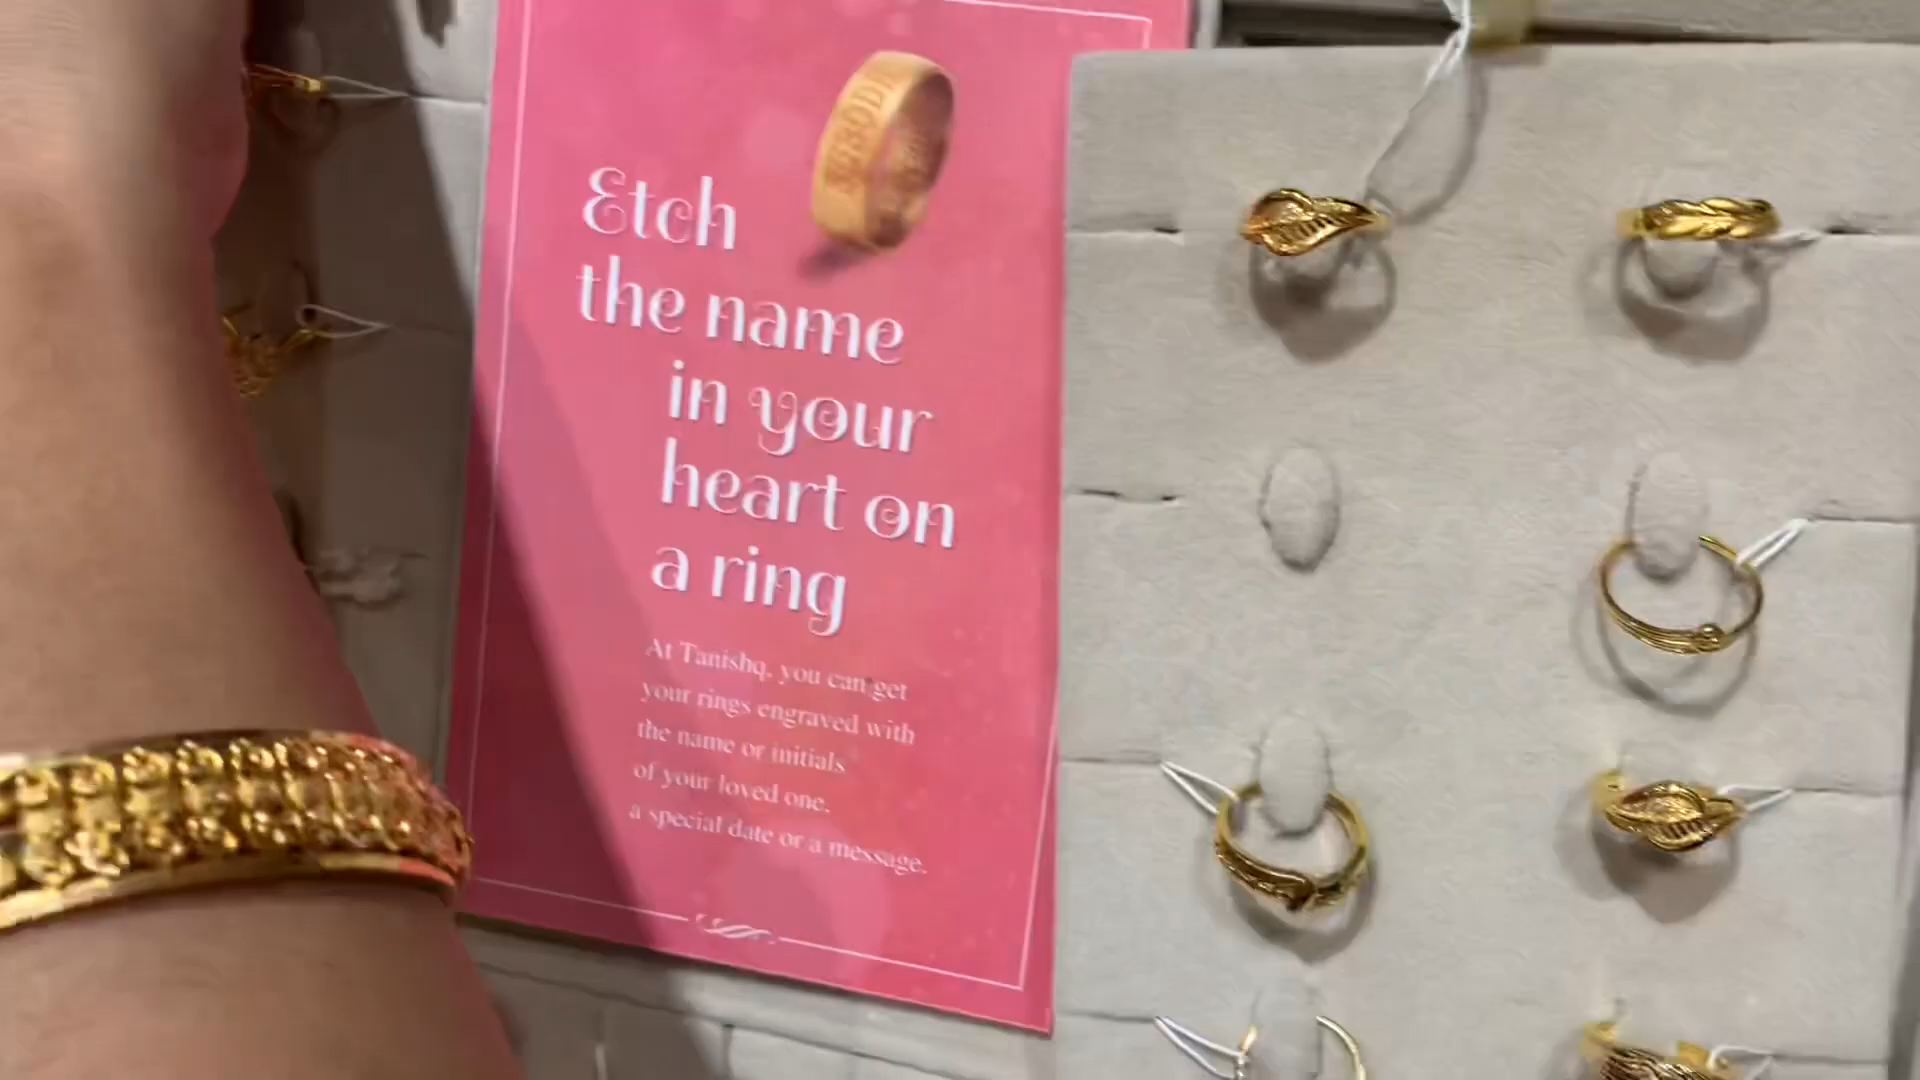 Etch
the name
in your
heart on
a ring
At Tanishq, you can get
your rings engraved with
the name or initials
of your loved one,
a special date or a message.